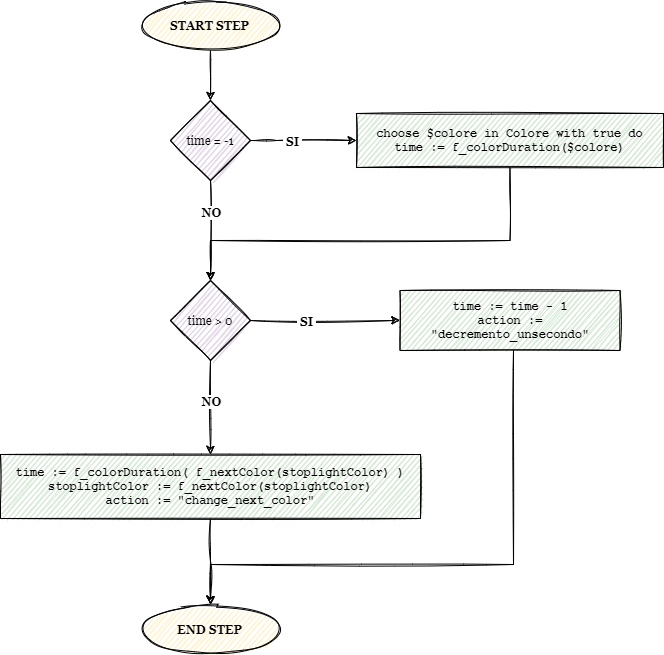 START STEP
time = -1
SI
choose $colore in Colore with true do
time := f_colorDuration($colore)
NO
time > 0
SI
time := time - 1
action :=
"decremento_unsecondo"
NO
time := f_colorDuration( f_nextColor(stoplightColor) )
stoplightColor := f_nextColor(stoplightColor)
action := "change_next_color"
END STEP